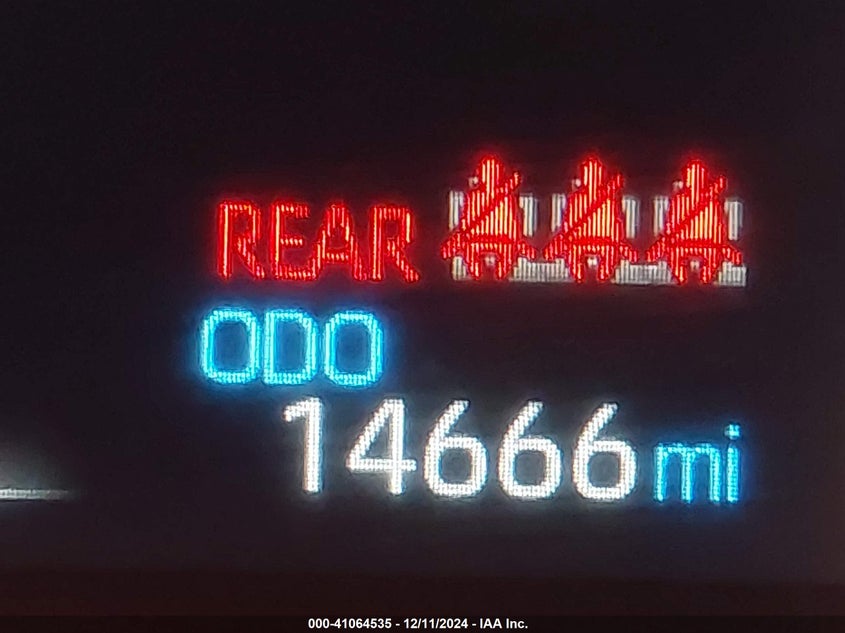 REAR
ODO
14666 mi
000-41064535 - 12/11/2024 - IAA Inc.